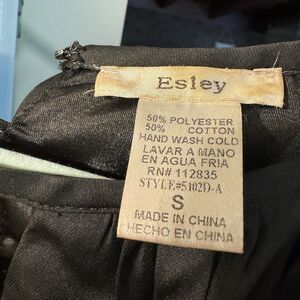 Esley
50% POLYESTER
50% COTTON
HAND WASH COLD
LAVAR A MANO
EN AGUA FRIA
RN# 112835
STYLE#5102D-A
S
MADE IN CHINA
HECHO EN CHINA